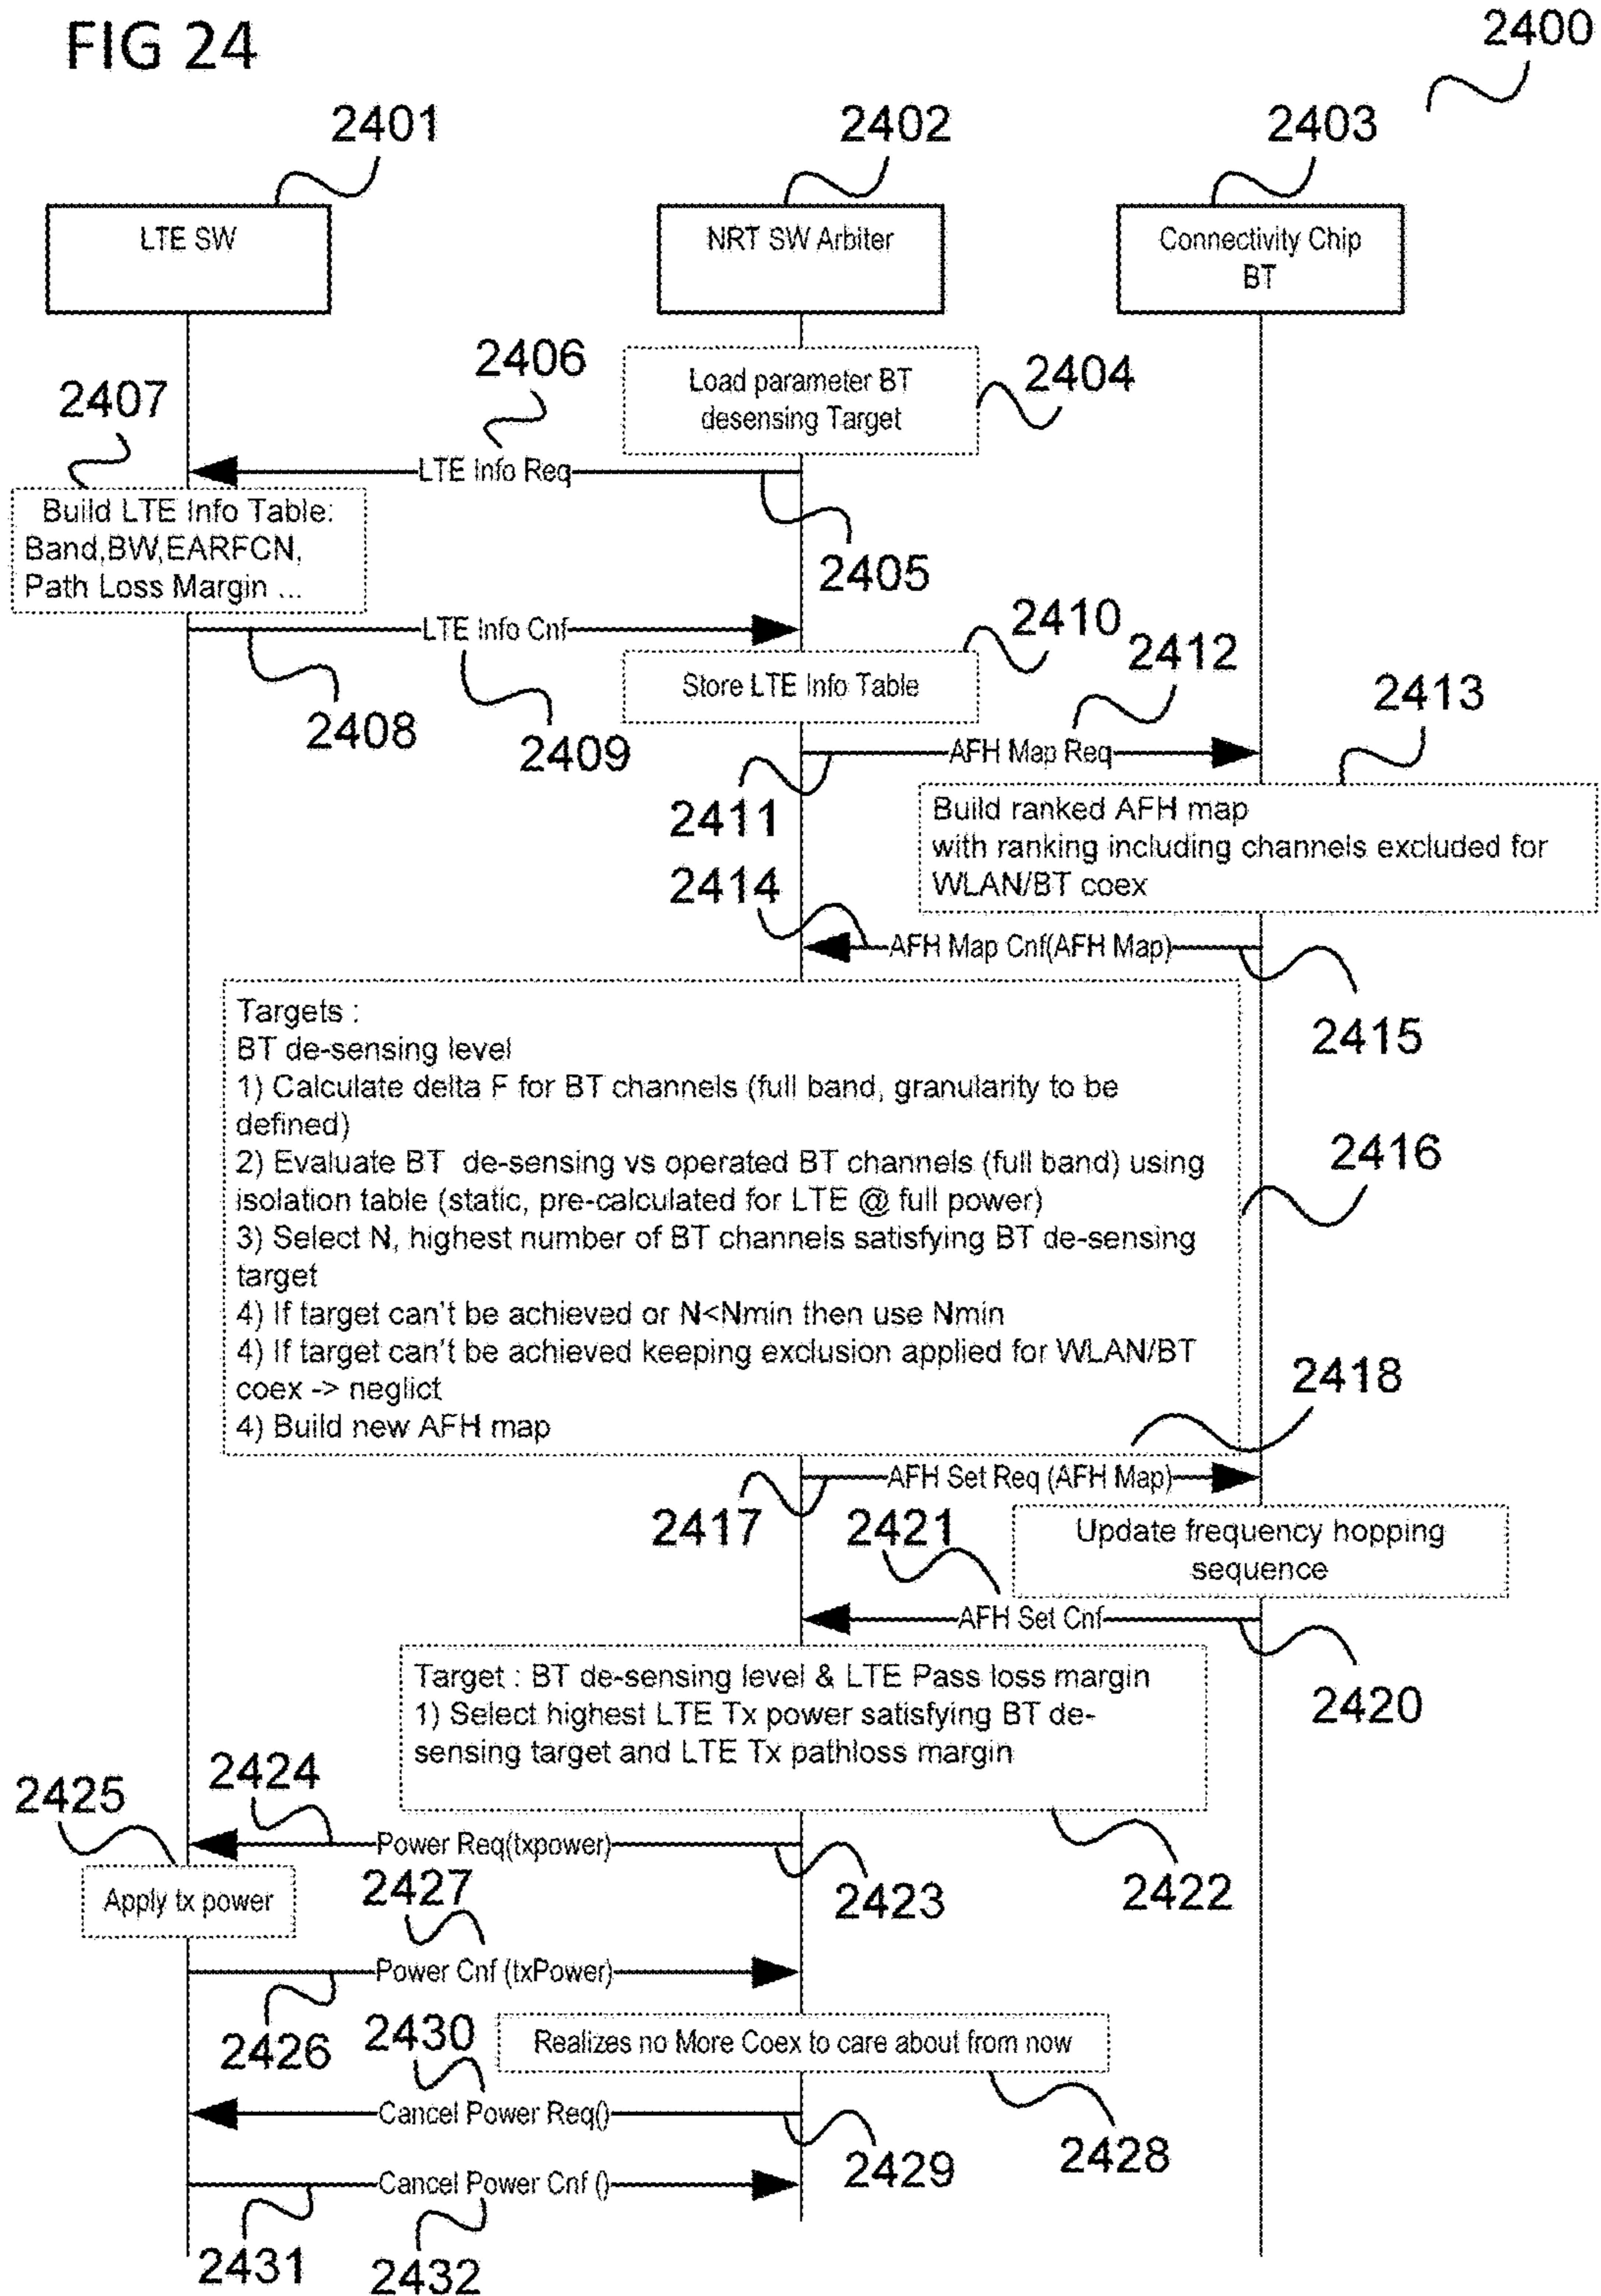 FIG 24
2400
2401
2402
2403
LTE SW
NRT SW Arbiter
Connectivity Chip
BT
2406
Load parameter BT
desensing Target
2404
2407
LTE Info Req
Build LTE Info Table:
Band,BW,EARFCN,
Path Loss Margin ...
2405
LTE Info Cnf
2410
2412
Store LTE Info Table
2413
2408
2409
AFH Map Req
2411
Build ranked AFH map
with ranking including channels excluded for
WLAN/BT coex
2414
AFH Map Cnf(AFH Map)
2415
Targets :
BT de-sensing level
1) Calculate delta F for BT channels (full band, granularity to be
defined)
2) Evaluate BT  de-sensing vs operated BT channels (full band) using
isolation table (static, pre-calculated for LTE @ full power)
3) Select N, highest number of BT channels satisfying BT de-sensing
target
4) If target can't be achieved or N<Nmin then use Nmin
4) If target can't be achieved keeping exclusion applied for WLAN/BT
coex -> neglict
4) Build new AFH map
2416
2418
AFH Set Req (AFH Map)
2417
2421
Update frequency hopping
sequence
AFH Set Cnf
2420
Target : BT de-sensing level & LTE Pass loss margin
1) Select highest LTE Tx power satisfying BT de-
sensing target and LTE Tx pathloss margin
2424
2425
Power Req(txpower)
2422
2423
Apply tx power
2427
Power Cnf (txPower)
2426
2430
Realizes no More Coex to care about from now
Cancel Power Req()
2428
2429
Cancel Power Cnf ()
2431
2432